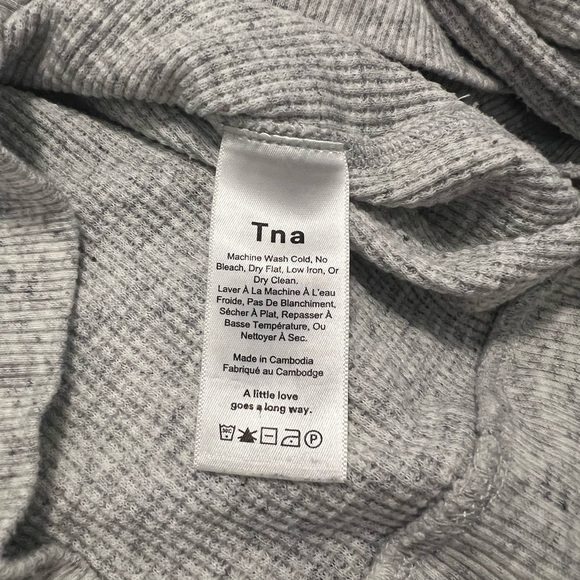 Tna
Machine Wash Cold, No
Bleach, Dry Flat, Low Iron, Or
Dry Clean.
Laver À La Machine À L'eau
Froide, Pas De Blanchiment,
Sécher À Plat, Repasser À
Basse Température, Ou
Nettoyer À Sec.
Made in Cambodia
Fabriqué au Cambodge
A little love
goes a long way.
NC P